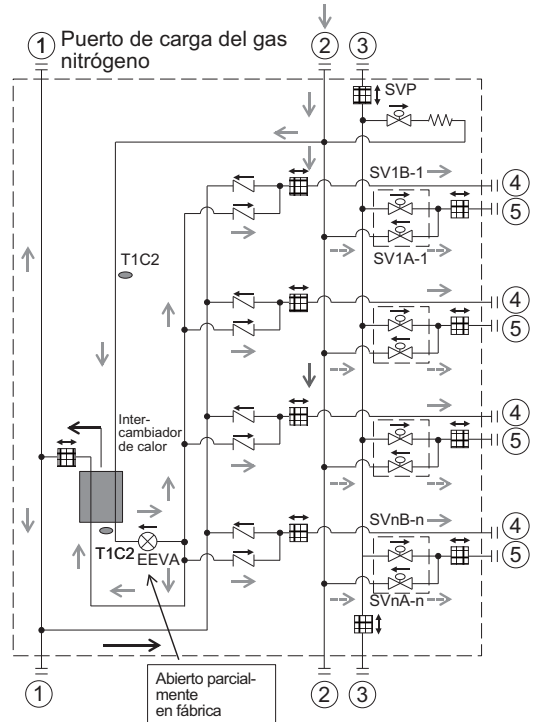 1 Puerto de carga del gas
nitrógeno
2
3
SVP
SV1B-1
4
5
SV1A-1
T1C2
4
5
4
5
Inter-
cambiador
de calor
T1C2
EEVA
SVnB-n
4
5
SVnA-n
1
Abierto parcial-
mente
en fábrica
2
3